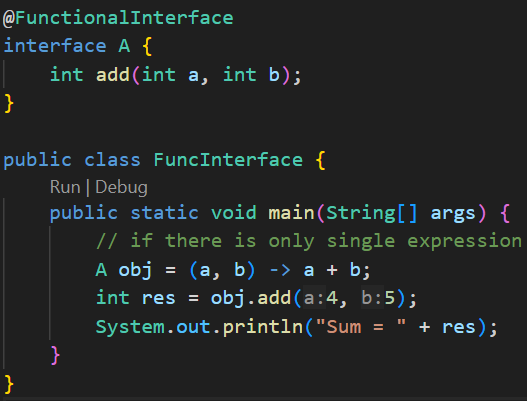 @FunctionalInterface
interface A {
    int add(int a, int b);
}

public class FuncInterface {
    Run | Debug
    public static void main(String[] args) {
        // if there is only single expression
        A obj = (a, b) -> a + b;
        int res = obj.add(a:4, b:5);
        System.out.println("Sum = " + res);
    }
}